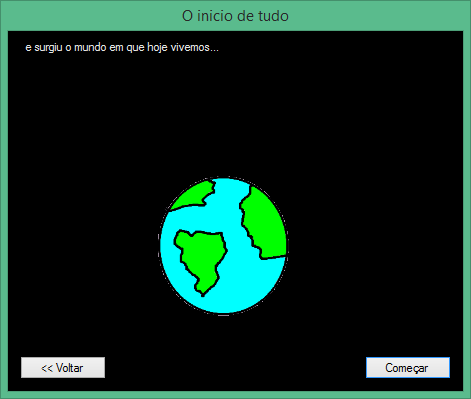 O inicio de tudo
e surgiu o mundo em que hoje vivemos...
<< Voltar
Começar